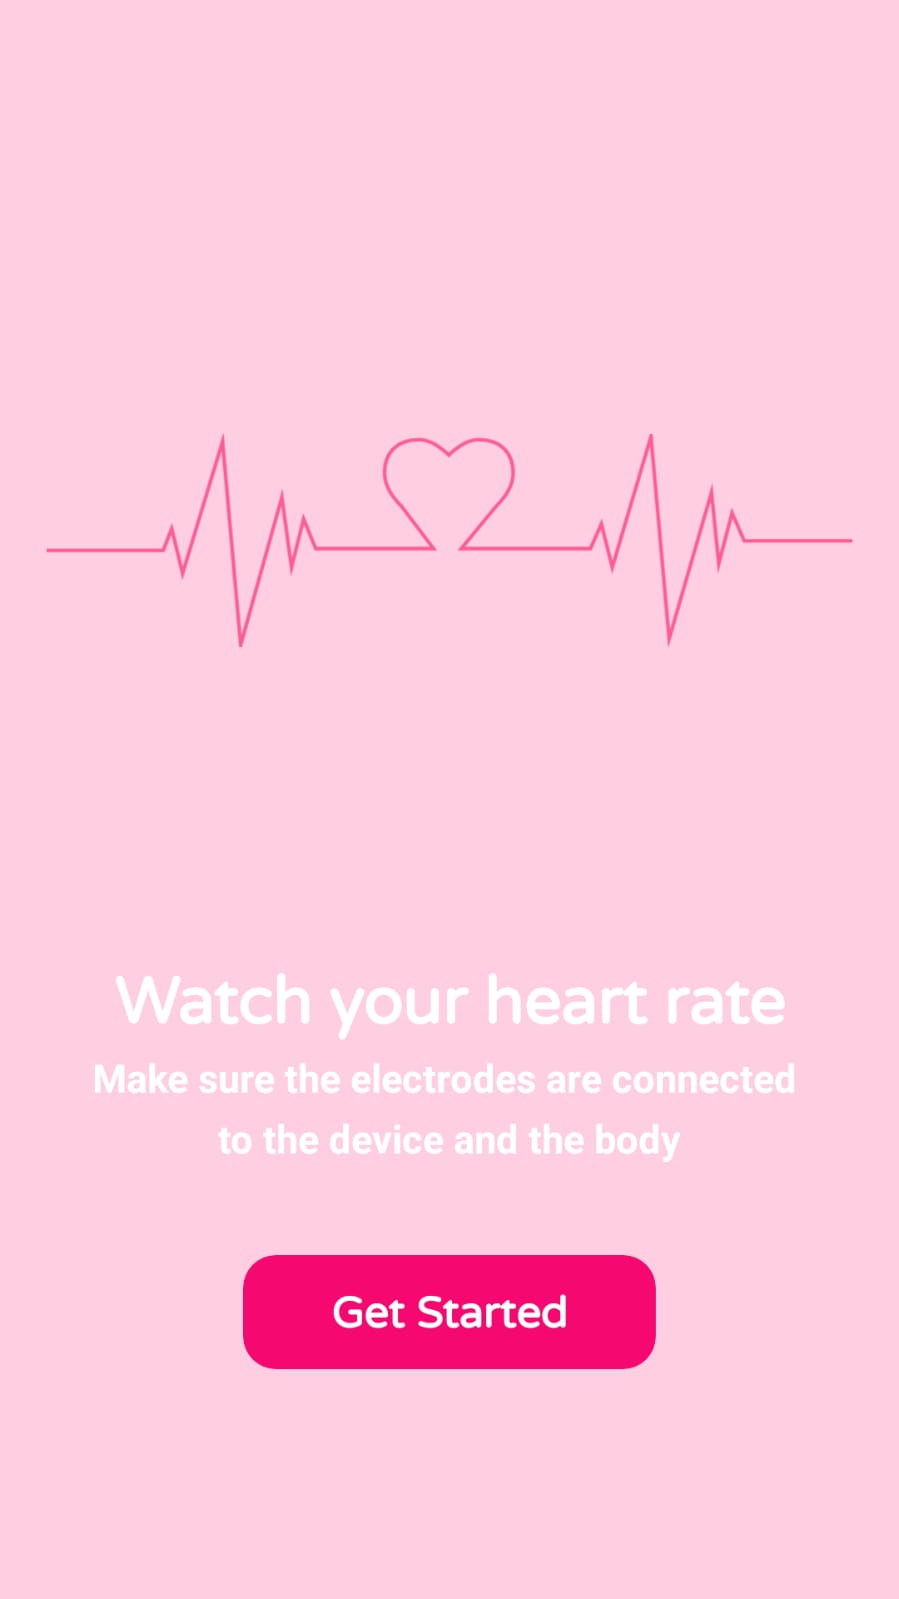 Watch your heart rate
Make sure the electrodes are connected
to the device and the body
Get Started